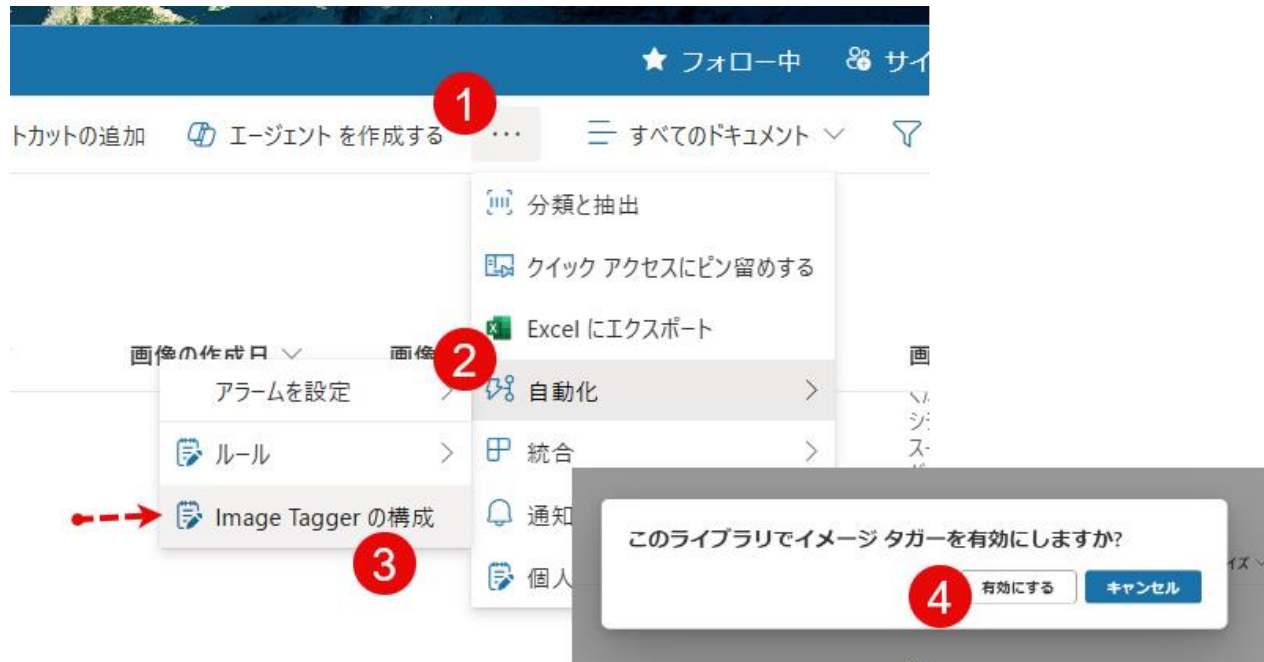 フォロー中
サイ
トカットの追加
エージェント を作成する
1
…
すべてのドキュメント
分類と抽出
クイック アクセスにピン留めする
Excel にエクスポート
画像の作成日
画像
2
画
アラームを設定
自動化
ルール
統合
Image Tagger の構成
通知
3
個人
このライブラリでイメージ タガーを有効にしますか?
イズ
4
有効にする
キャンセル